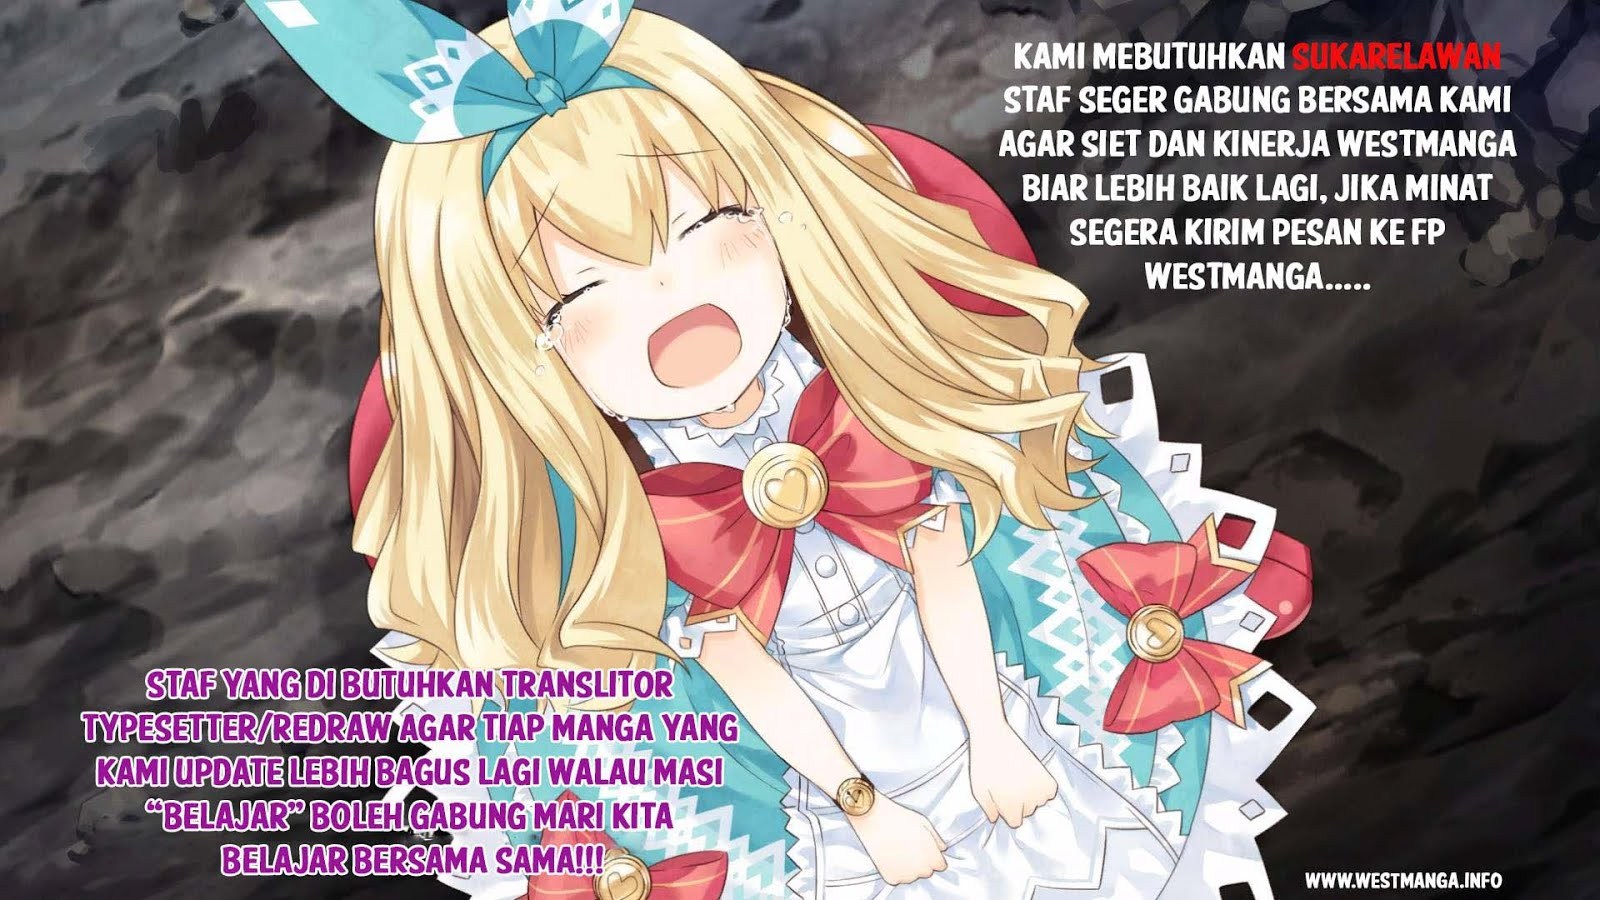 KAMI MEBUTUHKAN SUKARELAWAN
STAF SEGER GABUNG BERSAMA KAMI
AGAR SIET DAN KINERJA WESTMANGA
BIAR LEBIH BAIK LAGI, JIKA MINAT
SEGERA KIRIM PESAN KE FP
WESTMANGA.....
STAF YANG DI BUTUHKAN TRANSLITOR
TYPESETTER/REDRAW AGAR TIAP MANGA YANG
KAMI UPDATE LEBIH BAGUS LAGI WALAU MASI
“BELAJAR” BOLEH GABUNG MARI KITA
BELAJAR BERSAMA SAMA!!!
WWW.WESTMANGA.INFO